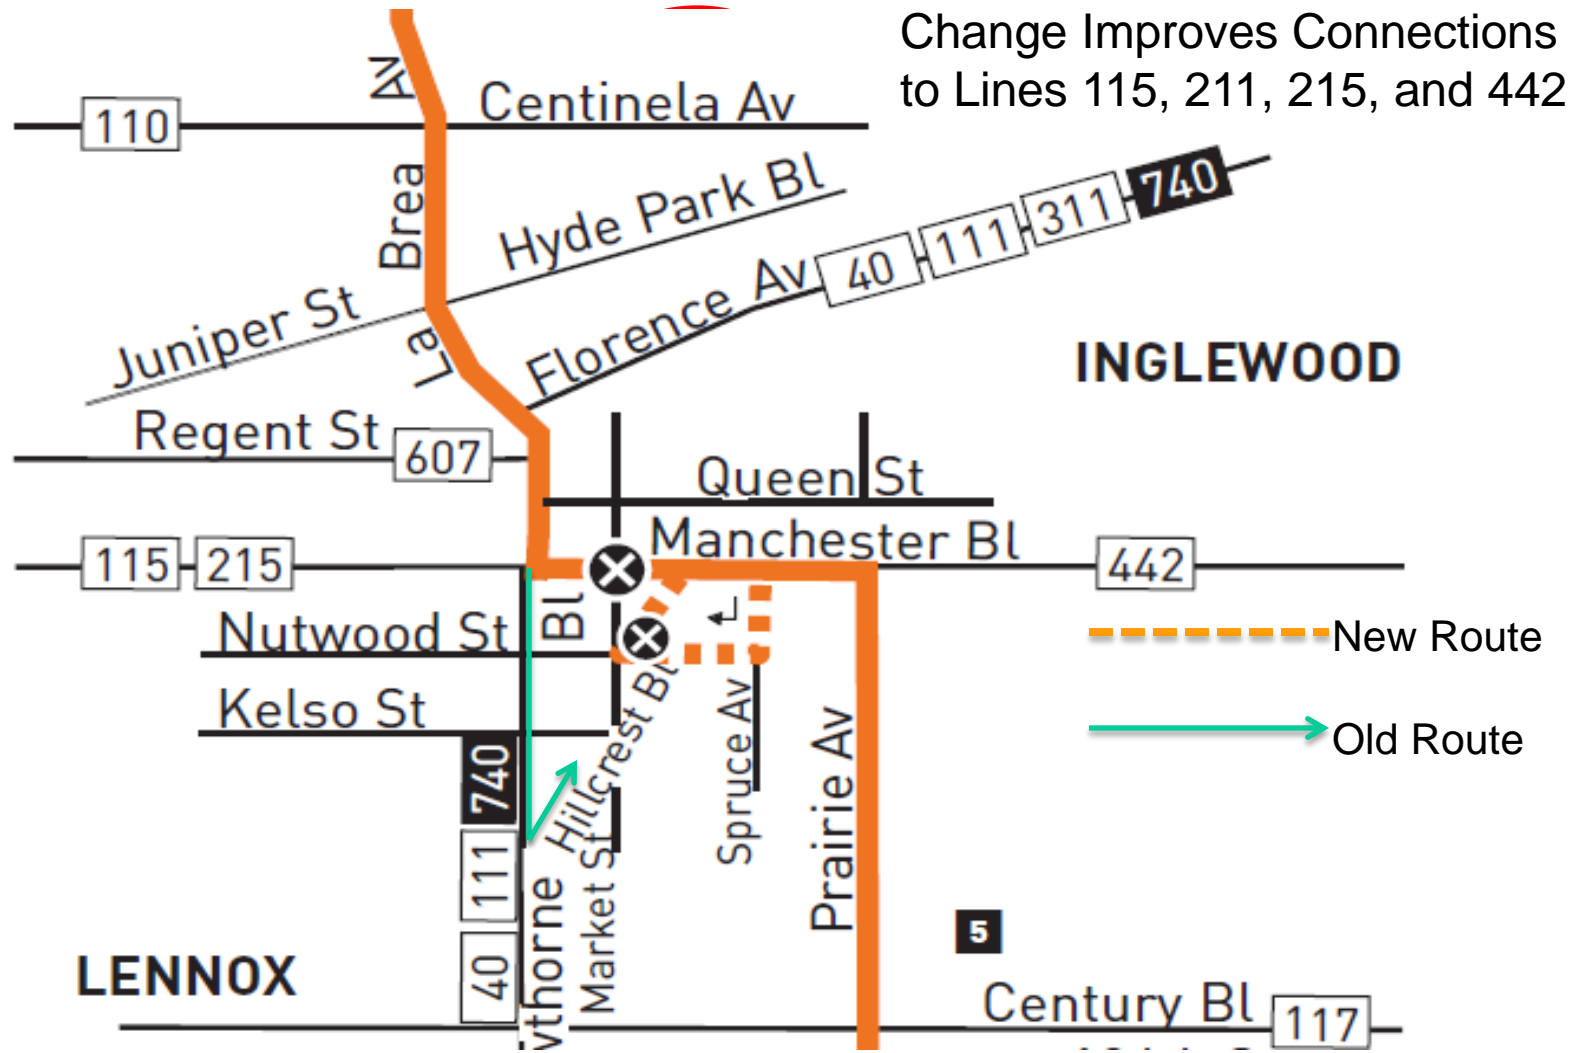 Change Improves Connections
to Lines 115, 211, 215, and 442
La Brea Av
110
Centinela Av
Hyde Park Bl
Juniper St
Florence Av
40
111
311
740
INGLEWOOD
Regent St
607
Queen St
Manchester Bl
115
215
442
Bl
Nutwood St
New Route
Kelso St
Old Route
Hillcrest Bl
Spruce Av
Prairie Av
Market St
740
111
40
wthorne
5
LENNOX
Century Bl
117